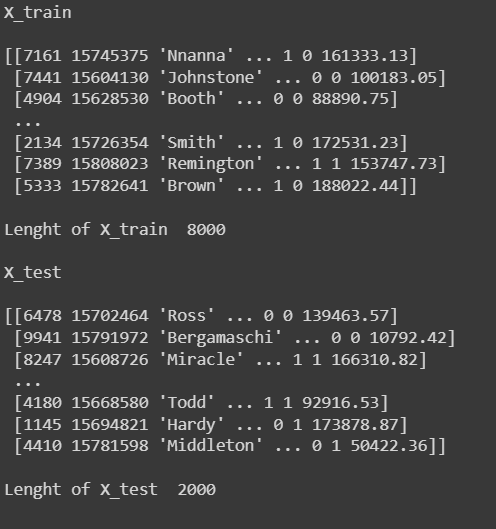 X_train
[[7161 15745375 'Nnanna' ... 1 0 161333.13]
[7441 15604130 'Johnstone' ... 0 0 100183.05]
[4904 15628530 'Booth' ... 0 0 88890.75]
...
[2134 15726354 'Smith' ... 1 0 172531.23]
[7389 15808023 'Remington' ... 1 1 153747.73]
[5333 15782641 'Brown' ... 1 0 188022.44]]
Lenght of X_train  8000
X_test
[[6478 15702464 'Ross' ... 0 0 139463.57]
[9941 15791972 'Bergamaschi' ... 0 0 10792.42]
[8247 15608726 'Miracle' ... 1 1 166310.82]
...
[4180 15668580 'Todd' ... 1 1 92916.53]
[1145 15694821 'Hardy' ... 0 1 173878.87]
[4410 15781598 'Middleton' ... 0 1 50422.36]]
Lenght of X_test  2000